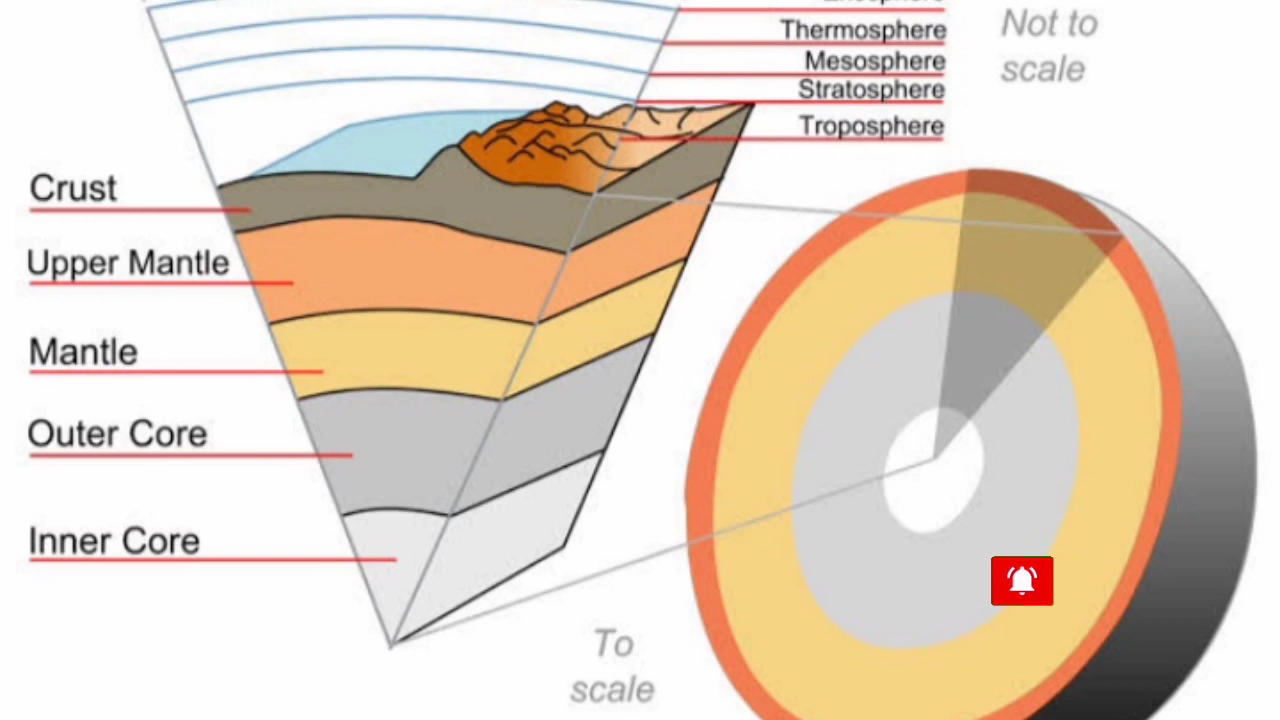 Thermosphere
Mesosphere
Stratosphere
Troposphere
Not to
scale
Crust
Upper Mantle
Mantle
Outer Core
Inner Core
To
scale